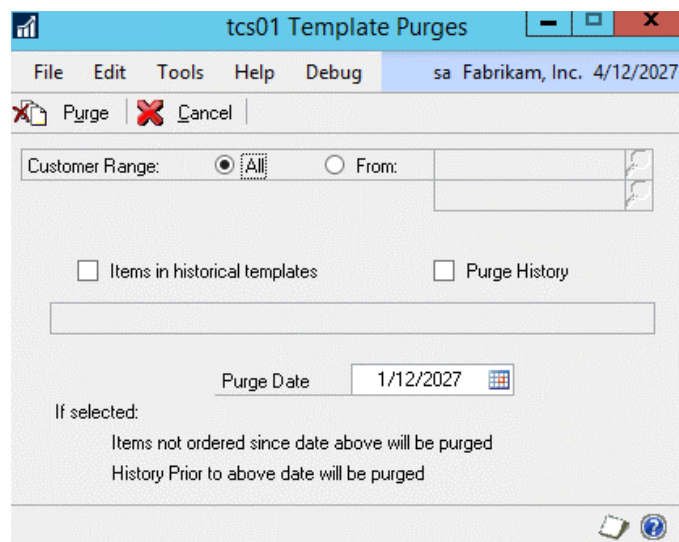 tcs01 Template Purges
File Edit Tools Help Debug sa Fabrikam, Inc. 4/12/2027
Purge Cancel
Customer Range: All From:
Items in historical templates Purge History
Purge Date 1/12/2027
If selected:
Items not ordered since date above will be purged
History Prior to above date will be purged